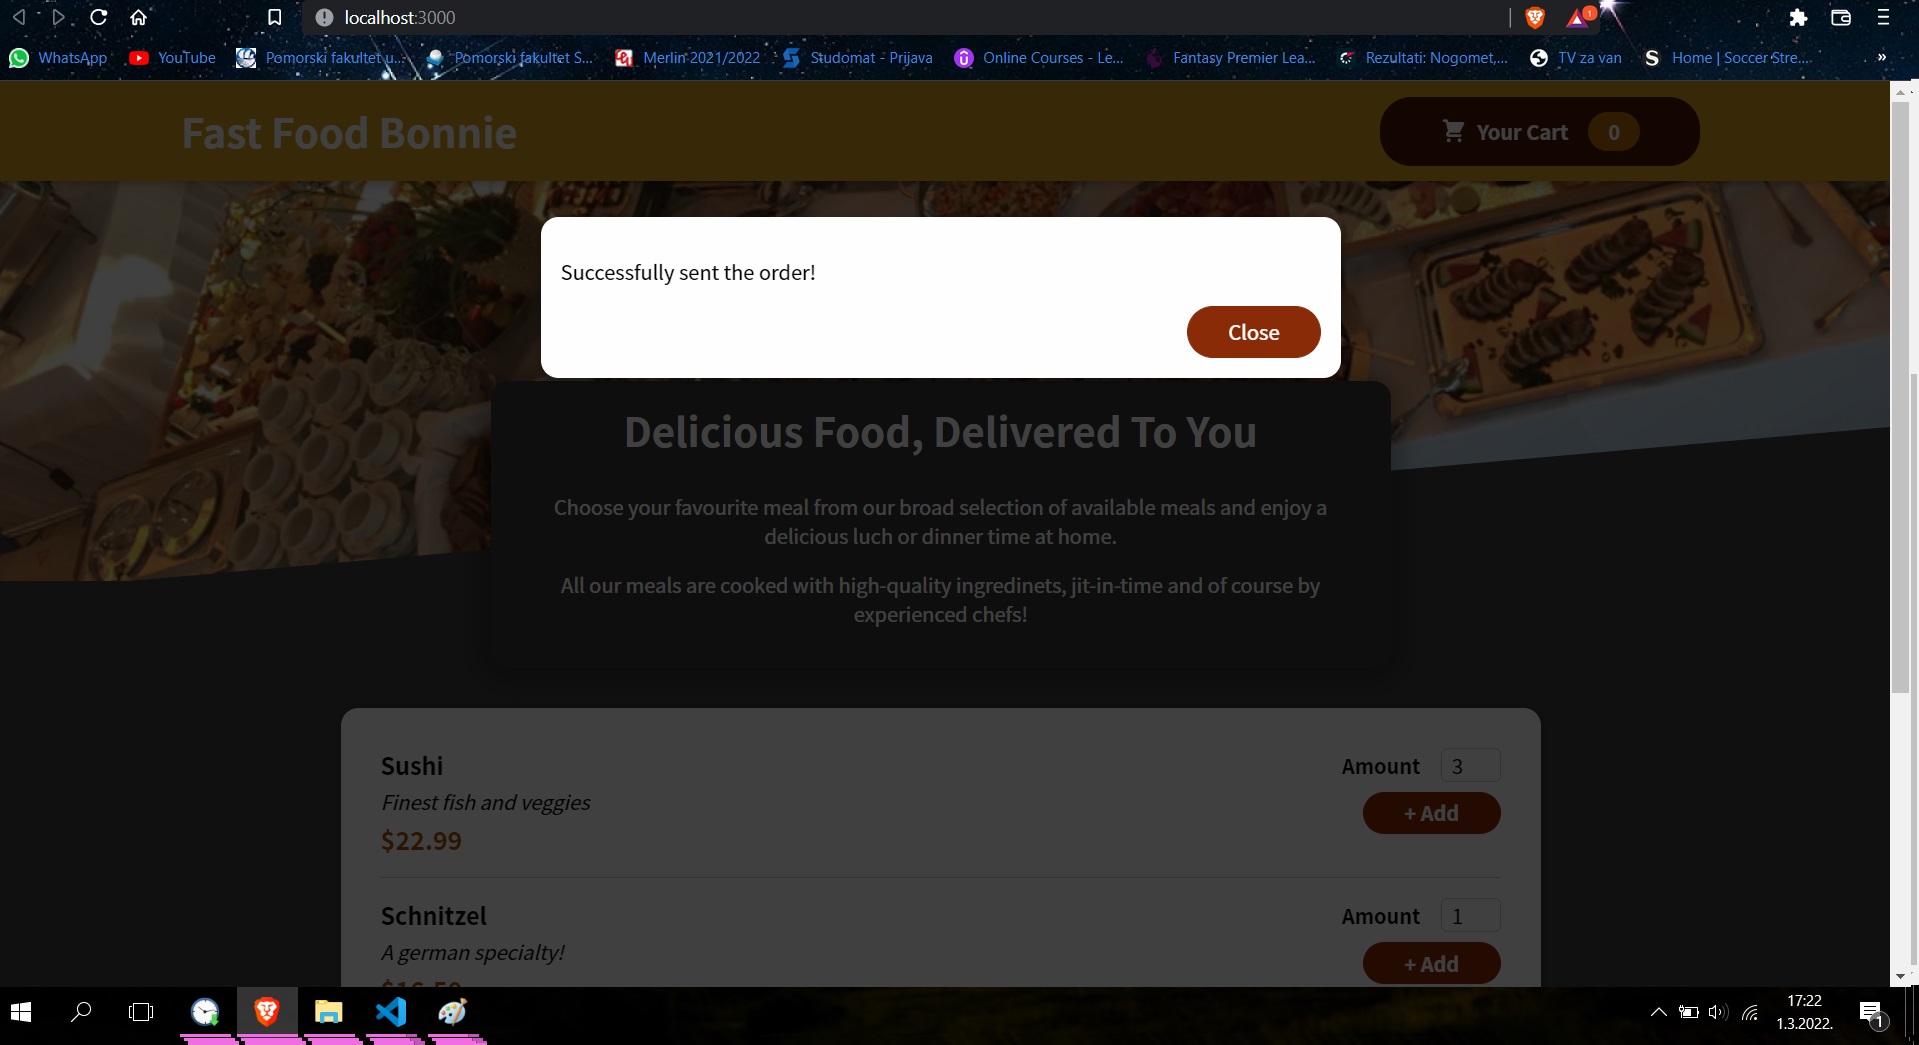 localhost:3000
1
WhatsApp
YouTube
Pomorski fakultet u...
Pomorski fakultet S...
Merlin 2021/2022
Studomat - Prijava
Online Courses - Le...
Fantasy Premier Lea...
Rezultati: Nogomet,...
TV za van
Home | Soccer Stre...
»
Fast Food Bonnie
Your Cart 0
Successfully sent the order!
Close
Delicious Food, Delivered To You
Choose your favourite meal from our broad selection of available meals and enjoy a
delicious luch or dinner time at home.
All our meals are cooked with high-quality ingredinets, jit-in-time and of course by
experienced chefs!
Sushi
Amount 3
Finest fish and veggies
+ Add
$22.99
Schnitzel
Amount 1
A german specialty!
+ Add
$16.50
17:22
1.3.2022.
1